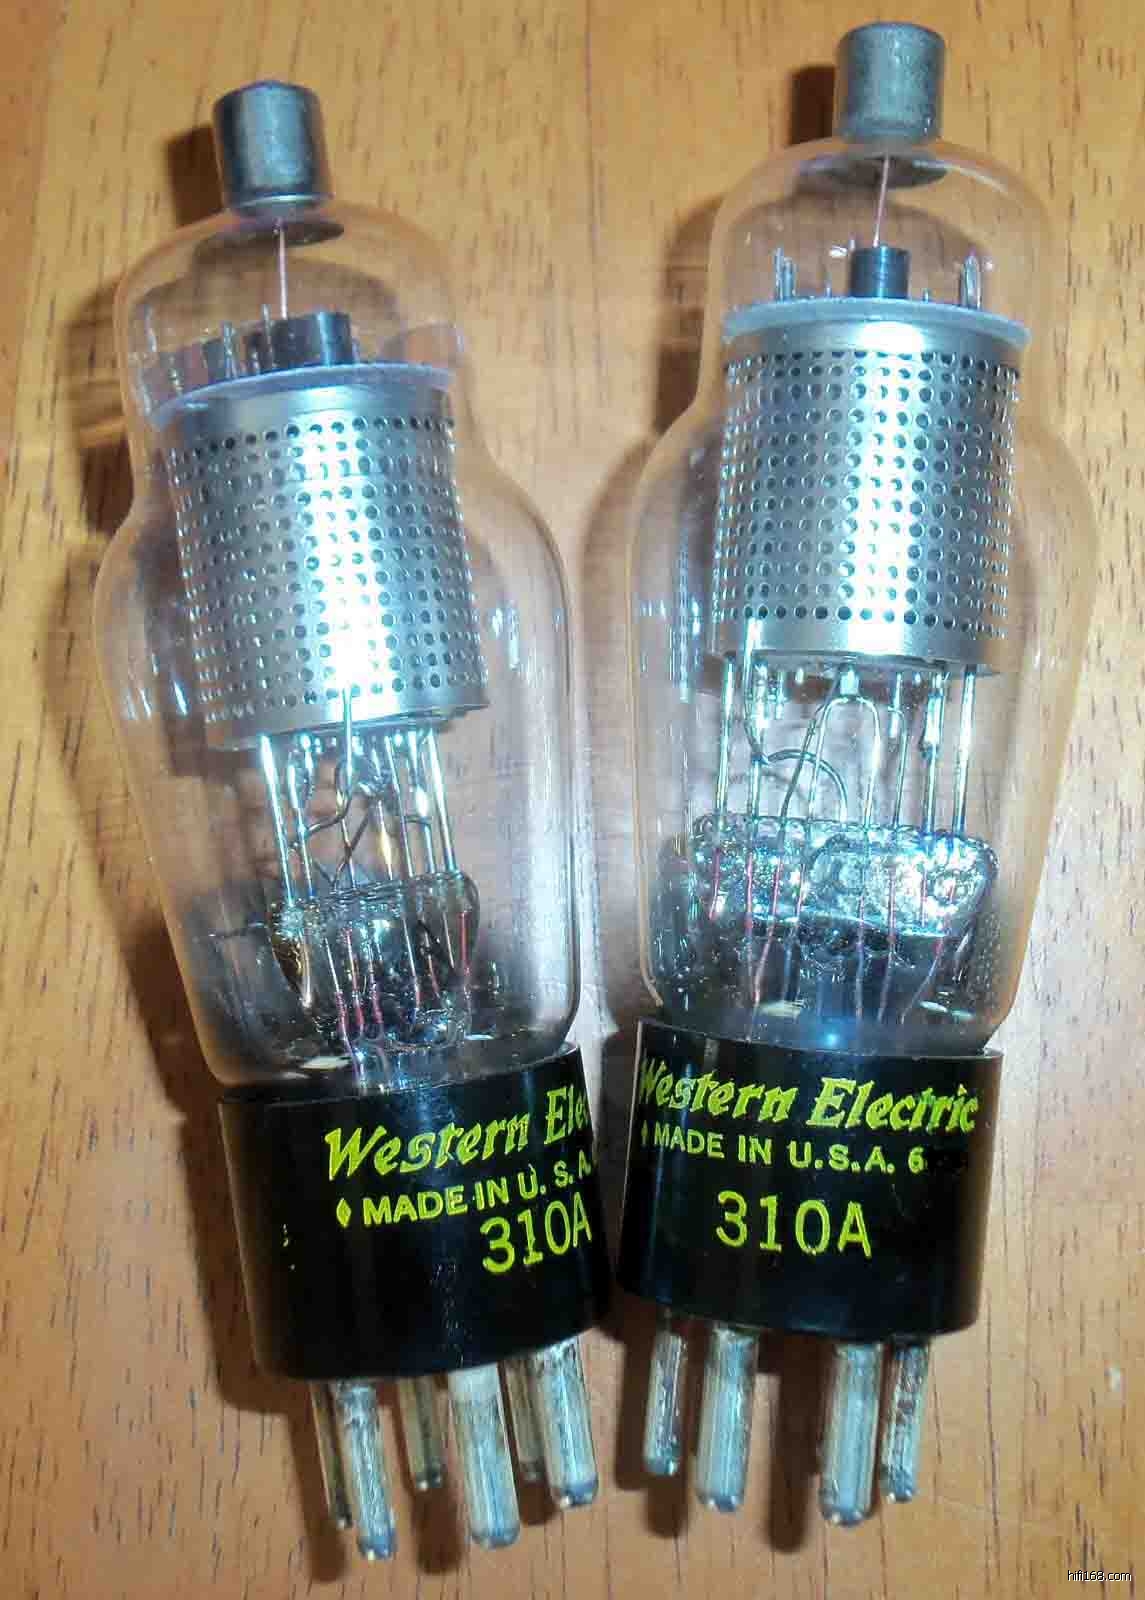 Western Elec
♦ MADE IN U.S.A.
310A
Western Electric
♦ MADE IN U.S.A. 6
310A
hifi168.com